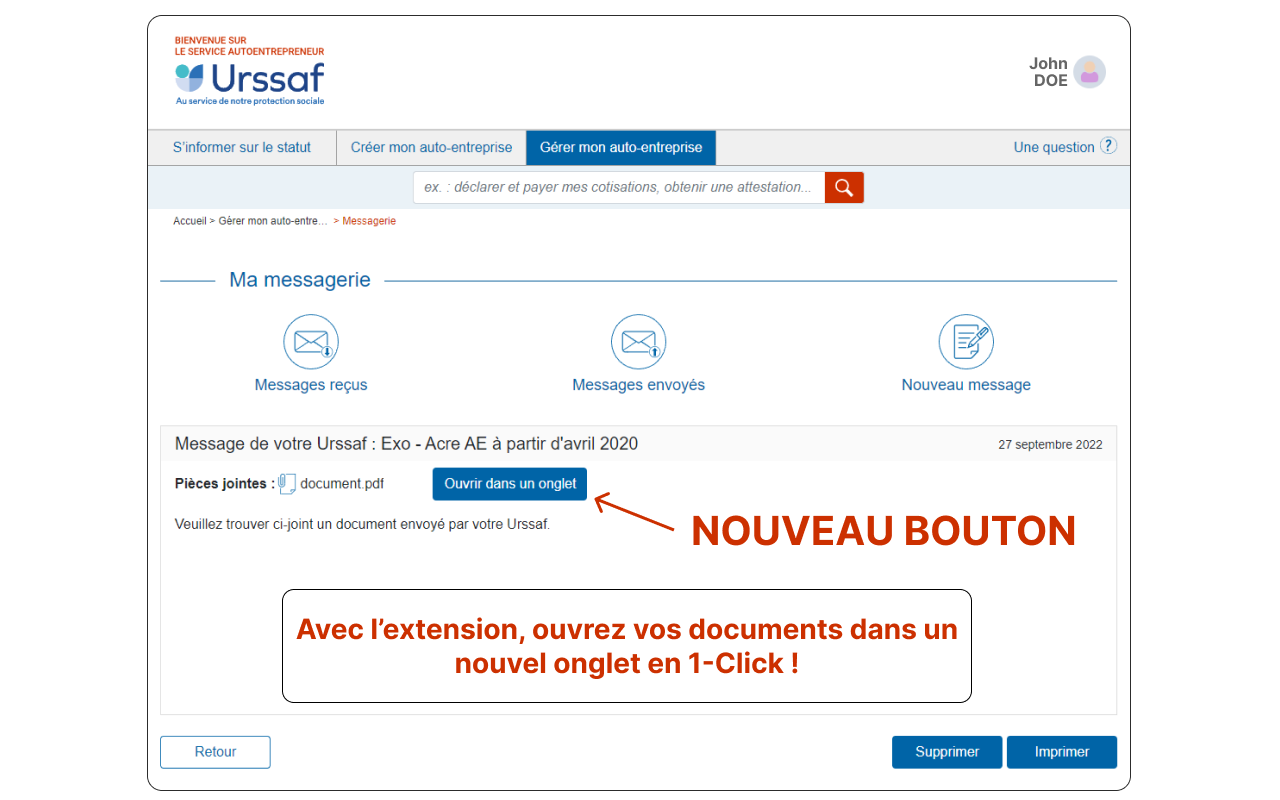 BIENVENUE SUR
LE SERVICE AUTOENTREPRENEUR
Urssaf
Au service de notre protection sociale
John
DOE
S'informer sur le statut
Créer mon auto-entreprise
Gérer mon auto-entreprise
Une question ?
ex. : déclarer et payer mes cotisations, obtenir une attestation...
Accueil > Gérer mon auto-entre... > Messagerie
Ma messagerie
Messages reçus
Messages envoyés
Nouveau message
Message de votre Urssaf : Exo - Acre AE à partir d'avril 2020
27 septembre 2022
Pièces jointes : document.pdf
Ouvrir dans un onglet
Veuillez trouver ci-joint un document envoyé par votre Urssaf.
NOUVEAU BOUTON
Avec l’extension, ouvrez vos documents dans un
nouvel onglet en 1-Click !
Retour
Supprimer
Imprimer